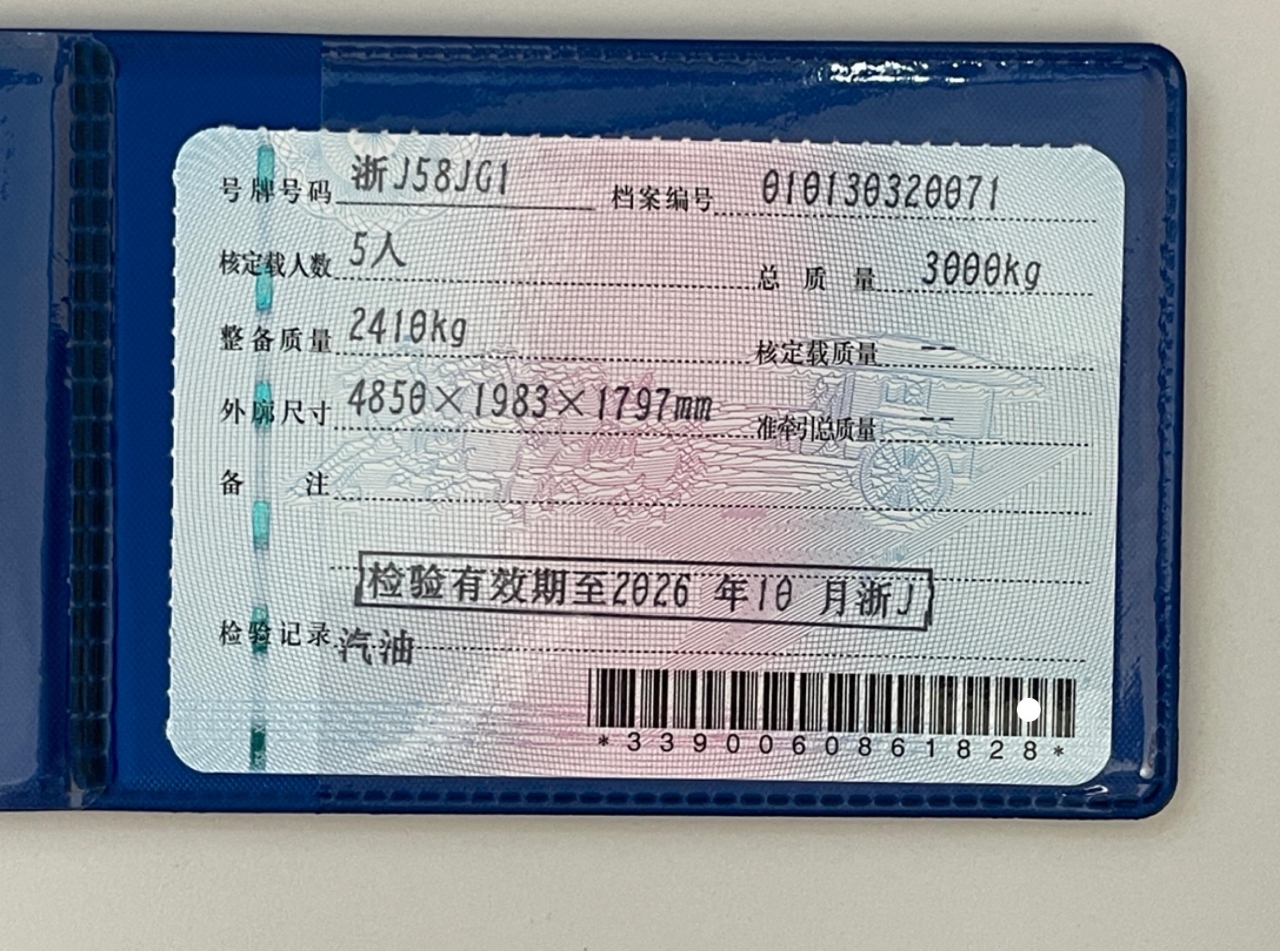 号牌号码 浙J58JG1 档案编号 010130320071
核定载人数 5人 总质量 3000kg
整备质量 2410kg 核定载质量 --
外廓尺寸 4850×1983×1797mm 准牵引总质量 --
备注
检验有效期至2026 年10 月浙J
检验记录 汽油
*3390060861828*